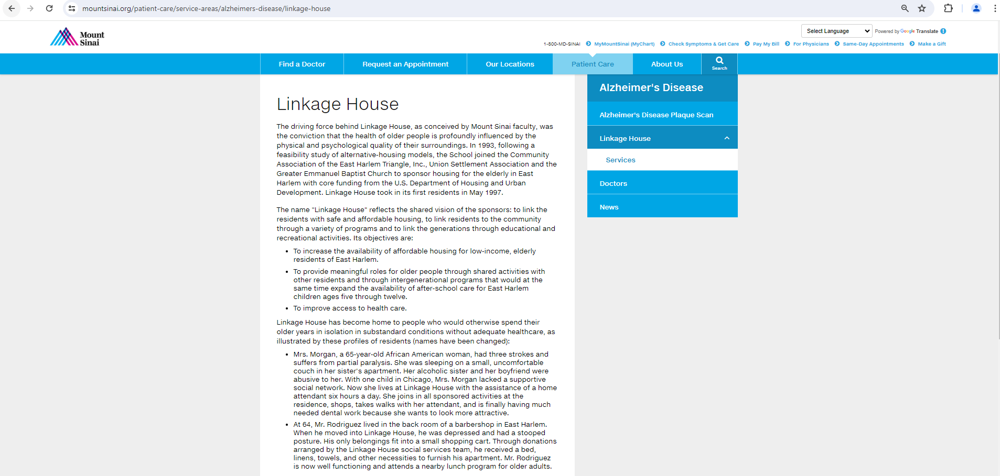 mountsinai.org/patient-care/service-areas/alzheimers-disease/linkage-house
Mount
Sinai
Select Language
Powered by Google Translate
1-800-MD-SINAI
MyMountSinai (MyChart)
Check Symptoms & Get Care
Pay My Bill
For Physicians
Same-Day Appointments
Make a Gift
Find a Doctor
Request an Appointment
Our Locations
Patient Care
About Us
Search
Linkage House
The driving force behind Linkage House, as conceived by Mount Sinai faculty, was
the conviction that the health of older people is profoundly influenced by the
physical and psychological quality of their surroundings. In 1993, following a
feasibility study of alternative-housing models, the School joined the Community
Association of the East Harlem Triangle, Inc., Union Settlement Association and the
Greater Emmanuel Baptist Church to sponsor housing for the elderly in East
Harlem with core funding from the U.S. Department of Housing and Urban
Development. Linkage House took in its first residents in May 1997.
The name "Linkage House" reflects the shared vision of the sponsors: to link the
residents with safe and affordable housing, to link residents to the community
through a variety of programs and to link the generations through educational and
recreational activities. Its objectives are:
• To increase the availability of affordable housing for low-income, elderly
residents of East Harlem.
• To provide meaningful roles for older people through shared activities with
other residents and through intergenerational programs that would at the
same time expand the availability of after-school care for East Harlem
children ages five through twelve.
• To improve access to health care.
Linkage House has become home to people who would otherwise spend their
older years in isolation in substandard conditions without adequate healthcare, as
illustrated by these profiles of residents (names have been changed):
• Mrs. Morgan, a 65-year-old African American woman, had three strokes and
suffers from partial paralysis. She was sleeping on a small, uncomfortable
couch in her sister's apartment. Her alcoholic sister and her boyfriend were
abusive to her. With one child in Chicago, Mrs. Morgan lacked a supportive
social network. Now she lives at Linkage House with the assistance of a home
attendant six hours a day. She joins in all sponsored activities at the
residence, shops, takes walks with her attendant, and is finally having much
needed dental work because she wants to look more attractive.
• At 64, Mr. Rodriguez lived in the back room of a barbershop in East Harlem.
When he moved into Linkage House, he was depressed and had a stooped
posture. His only belongings fit into a small shopping cart. Through donations
arranged by the Linkage House social services team, he received a bed,
linens, towels, and other necessities to furnish his apartment. Mr. Rodriguez
is now well functioning and attends a nearby lunch program for older adults.
Alzheimer's Disease
Alzheimer's Disease Plaque Scan
Linkage House
Services
Doctors
News